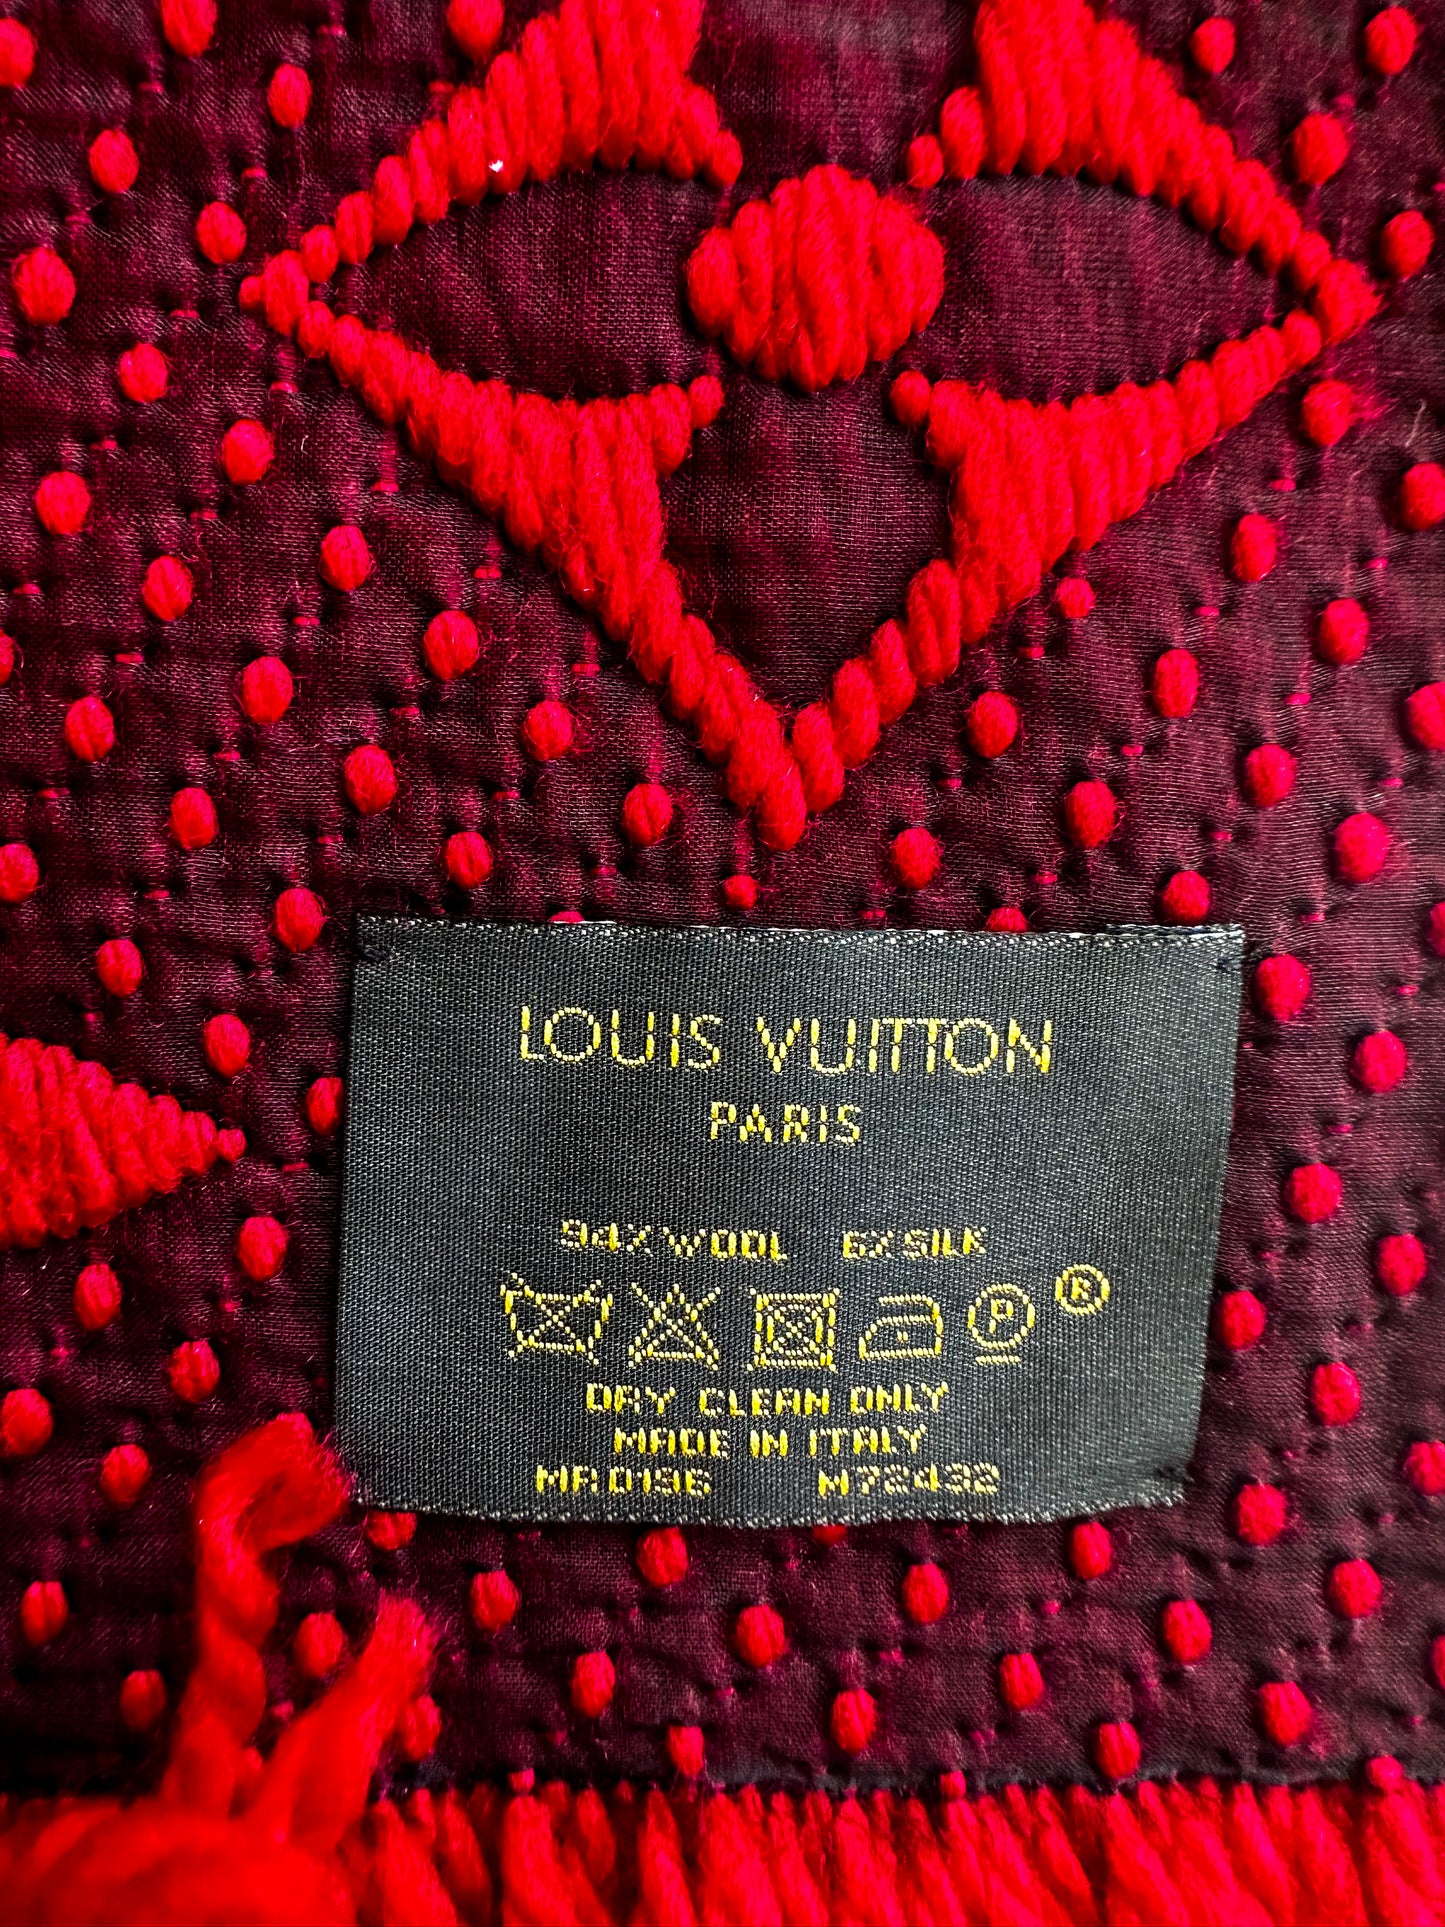 LOUIS VUITTON
PARIS
94% WOOL 6% SILK
P ®
DRY CLEAN ONLY
MADE IN ITALY
MA0196 M72432